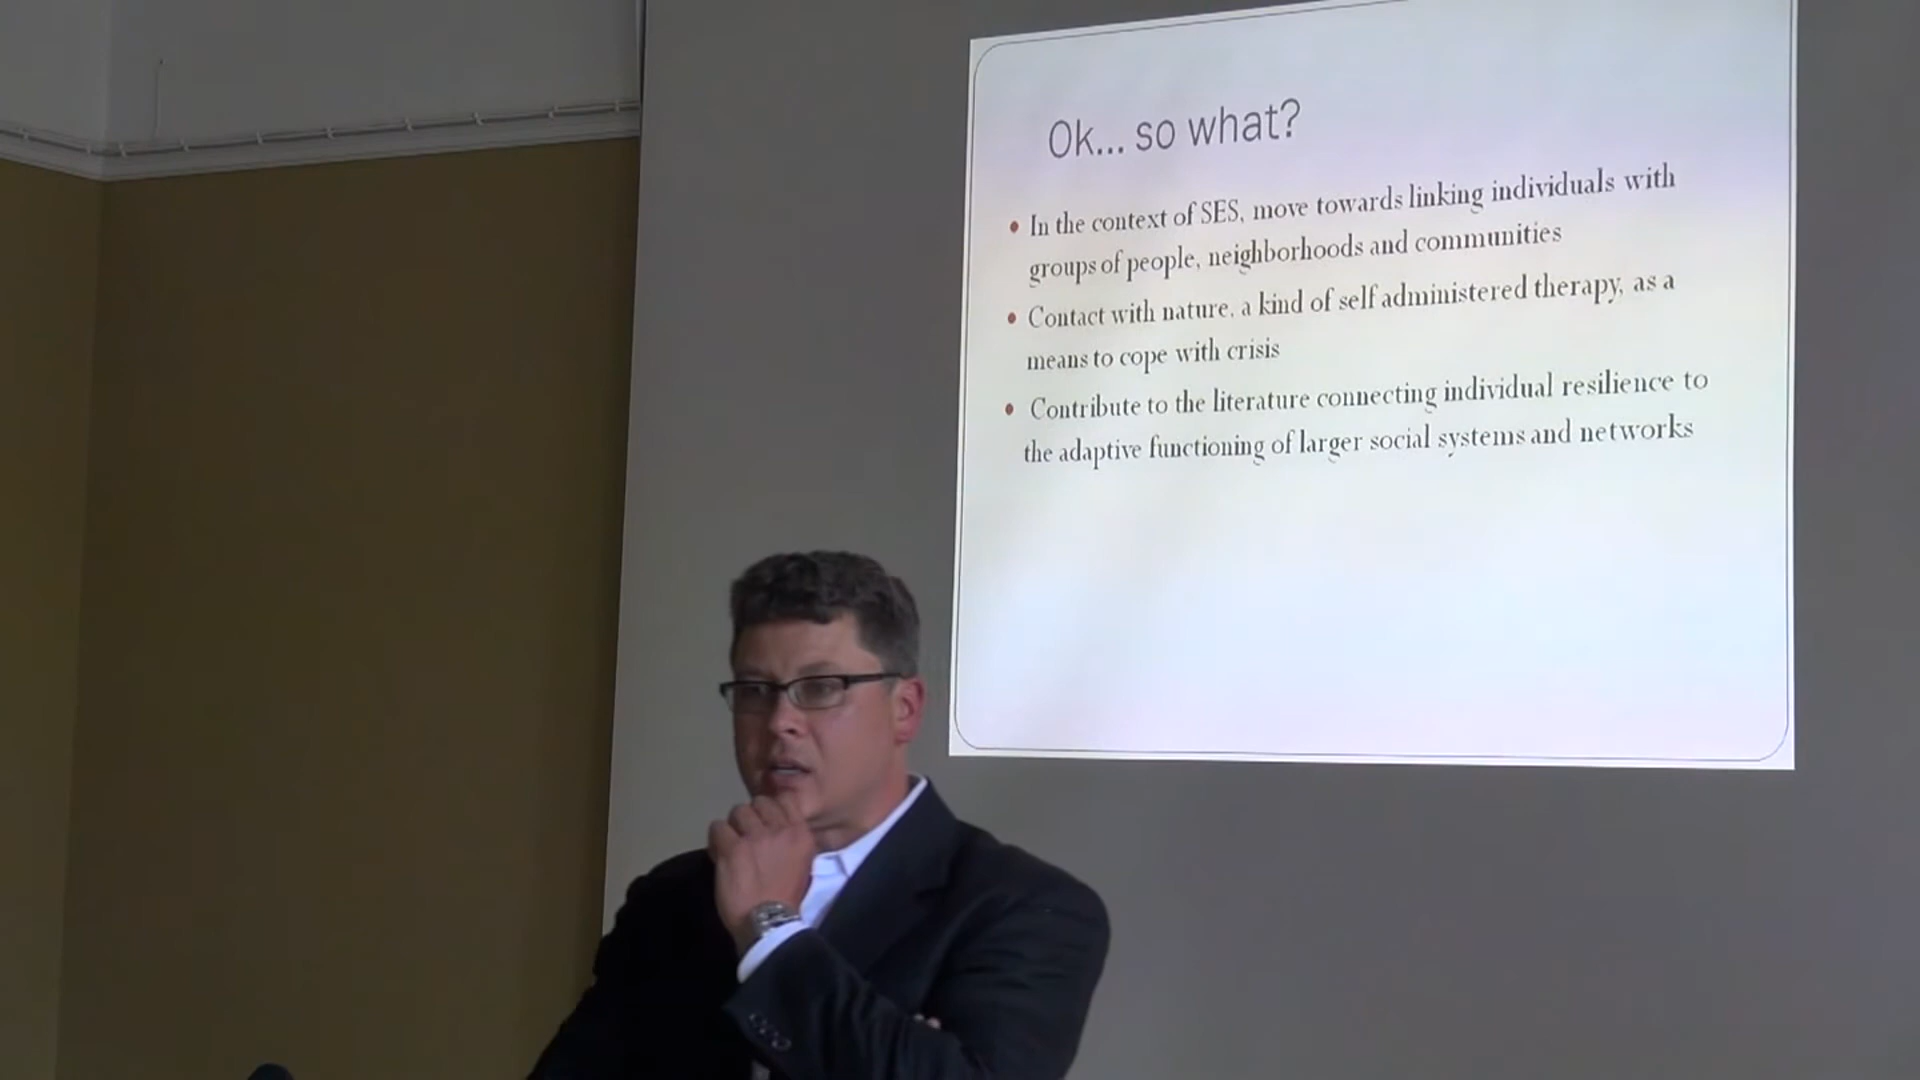 Ok... so what?
• In the context of SES, move towards linking individuals with
groups of people, neighborhoods and communities
• Contact with nature, a kind of self administered therapy, as a
means to cope with crisis
• Contribute to the literature connecting individual resilience to
the adaptive functioning of larger social systems and networks